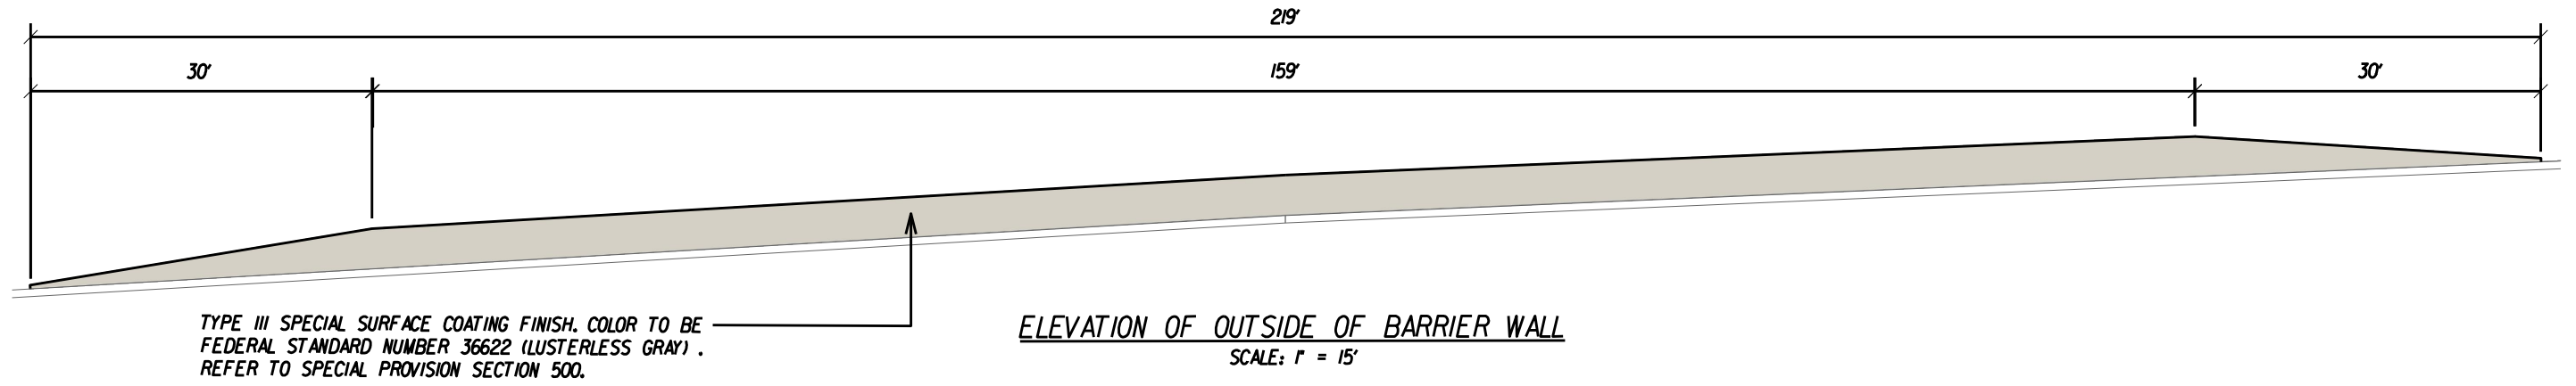 219'
30'
159'
30'
TYPE III SPECIAL SURFACE COATING FINISH. COLOR TO BE
FEDERAL STANDARD NUMBER 36622 (LUSTERLESS GRAY) .
REFER TO SPECIAL PROVISION SECTION 500.
ELEVATION OF OUTSIDE OF BARRIER WALL
SCALE: 1" = 15'